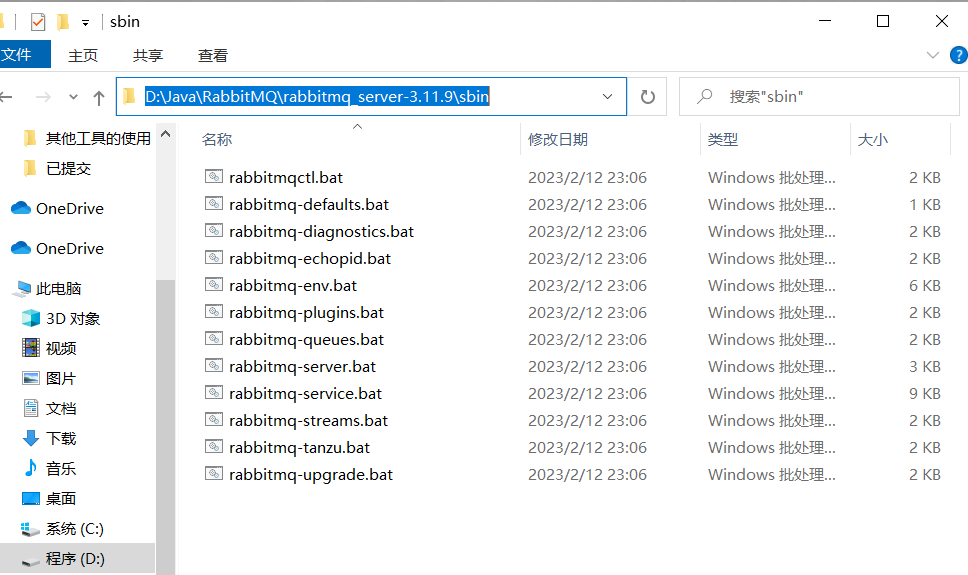 sbin
文件 主页 共享 查看
D:\Java\RabbitMQ\rabbitmq_server-3.11.9\sbin 搜索"sbin"
名称 修改日期 类型 大小
其他工具的使用
已提交
OneDrive
OneDrive
此电脑
3D 对象
视频
图片
文档
下载
音乐
桌面
系统 (C:)
程序 (D:)
rabbitmqctl.bat 2023/2/12 23:06 Windows 批处理... 2 KB
rabbitmq-defaults.bat 2023/2/12 23:06 Windows 批处理... 1 KB
rabbitmq-diagnostics.bat 2023/2/12 23:06 Windows 批处理... 2 KB
rabbitmq-echopid.bat 2023/2/12 23:06 Windows 批处理... 2 KB
rabbitmq-env.bat 2023/2/12 23:06 Windows 批处理... 6 KB
rabbitmq-plugins.bat 2023/2/12 23:06 Windows 批处理... 2 KB
rabbitmq-queues.bat 2023/2/12 23:06 Windows 批处理... 2 KB
rabbitmq-server.bat 2023/2/12 23:06 Windows 批处理... 3 KB
rabbitmq-service.bat 2023/2/12 23:06 Windows 批处理... 9 KB
rabbitmq-streams.bat 2023/2/12 23:06 Windows 批处理... 2 KB
rabbitmq-tanzu.bat 2023/2/12 23:06 Windows 批处理... 2 KB
rabbitmq-upgrade.bat 2023/2/12 23:06 Windows 批处理... 2 KB